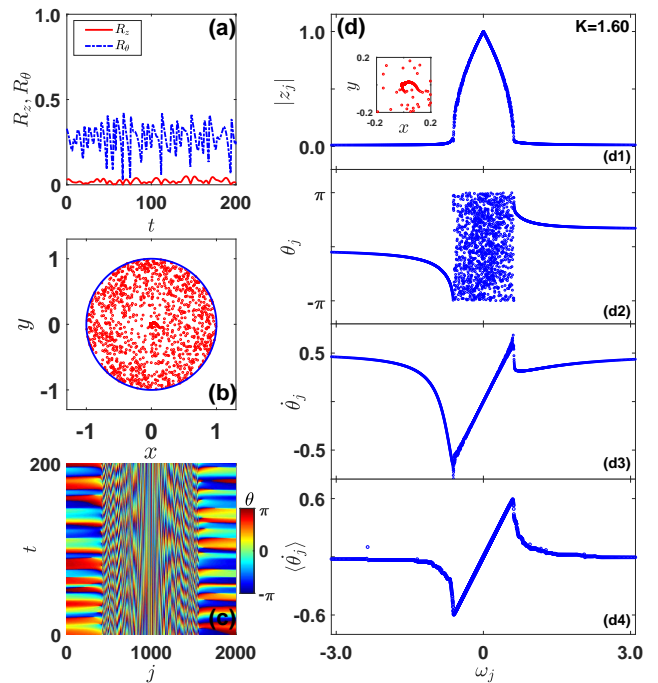 (a)
R_z
R_θ
1.0
0.5
0
R_z, R_θ
0
100
200
t
1
0
-1
y
(b)
-1
0
1
x
200
0
t
(c)
0
1000
2000
j
θ
π
0
-π
(d)
K=1.60
1.0
0.0
|z_j|
0.2
-0.2
y
-0.2
0.2
x
(d1)
π
-π
θ_j
(d2)
0.5
-0.5
θ̇_j
(d3)
0.6
-0.6
⟨θ̇_j⟩
(d4)
-3.1
0
3.1
ω_j